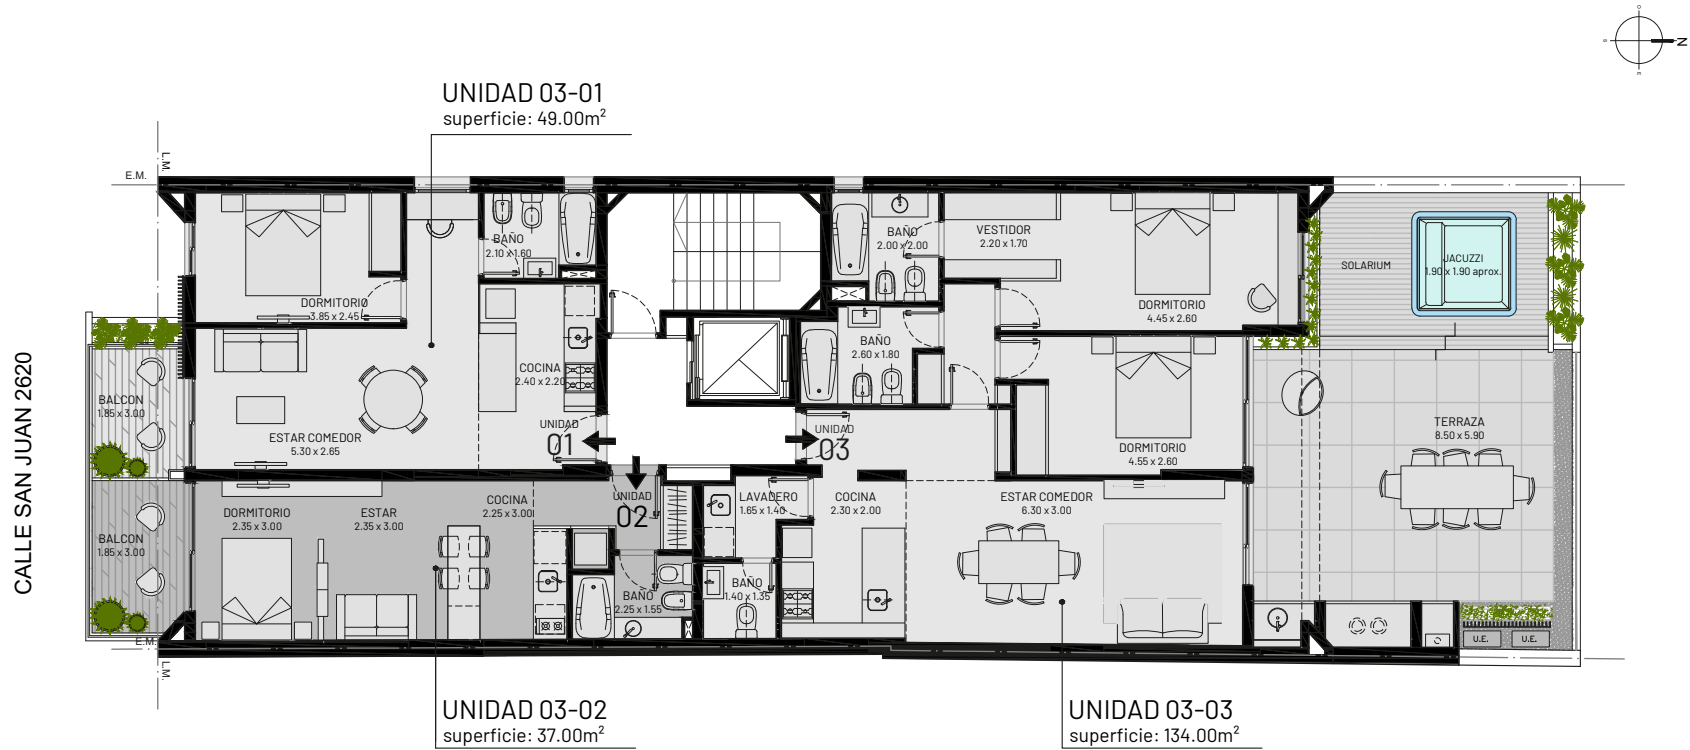 N
UNIDAD 03-01
superficie: 49.00m²
L.M.
E.M.
BAÑO
2.10 x 1.60
DORMITORIO
3.85 x 2.45
COCINA
2.40 x 2.20
BALCON
1.85 x 3.00
ESTAR COMEDOR
5.30 x 2.65
UNIDAD
01
BAÑO
2.00 x 2.00
VESTIDOR
2.20 x 1.70
DORMITORIO
4.45 x 2.60
SOLARIUM
JACUZZI
1.90 x 1.90 aprox.
BAÑO
2.60 x 1.80
UNIDAD
03
DORMITORIO
4.55 x 2.60
TERRAZA
8.50 x 5.90
CALLE SAN JUAN 2620
DORMITORIO
2.35 x 3.00
ESTAR
2.35 x 3.00
COCINA
2.25 x 3.00
UNIDAD
02
BALCON
1.85 x 3.00
BAÑO
2.25 x 1.55
LAVADERO
1.65 x 1.40
COCINA
2.30 x 2.00
ESTAR COMEDOR
6.30 x 3.00
BAÑO
1.40 x 1.35
U.E.
U.E.
E.M.
L.M.
UNIDAD 03-02
superficie: 37.00m²
UNIDAD 03-03
superficie: 134.00m²